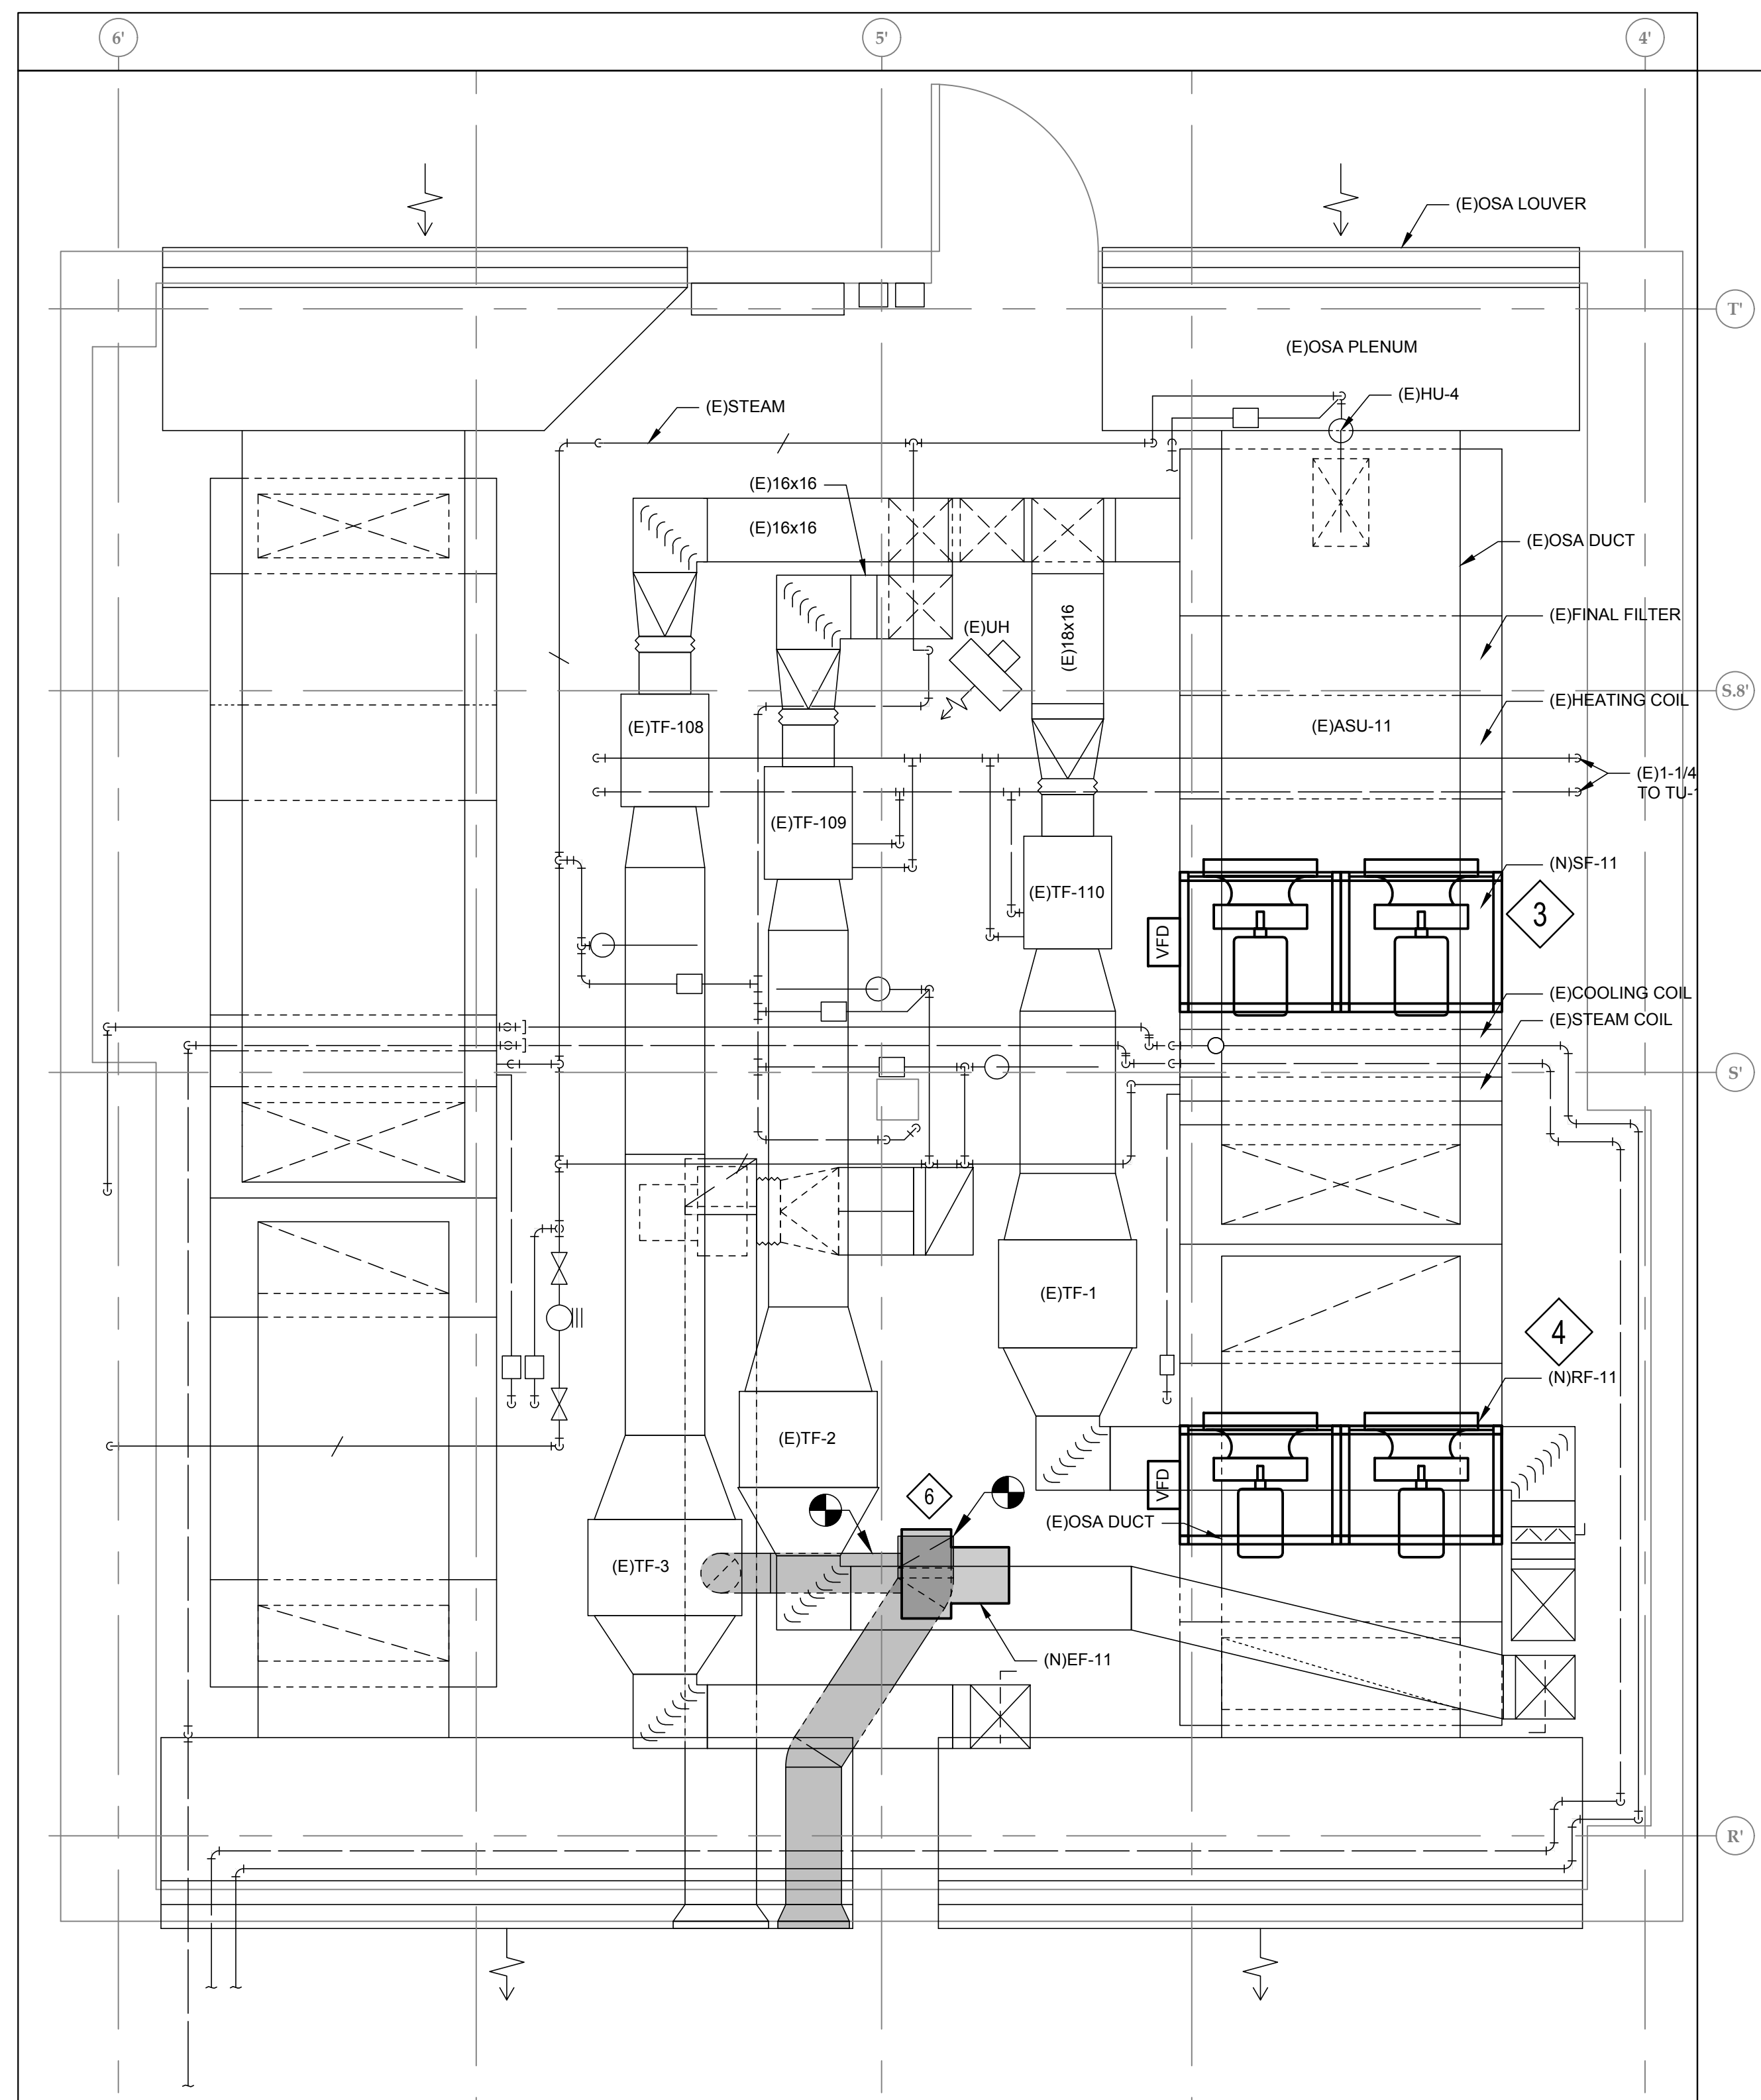 6'
5'
4'
(E)OSA LOUVER
T'
(E)OSA PLENUM
(E)HU-4
(E)STEAM
(E)16x16
(E)16x16
(E)OSA DUCT
(E)FINAL FILTER
(E)UH
(E)18x16
S.8'
(E)HEATING COIL
(E)TF-108
(E)ASU-11
(E)1-1/4
TO TU-
(E)TF-109
(N)SF-11
(E)TF-110
3
VFD
(E)COOLING COIL
(E)STEAM COIL
S'
(E)TF-1
4
(N)RF-11
(E)TF-2
VFD
6
(E)OSA DUCT
(E)TF-3
(N)EF-11
R'